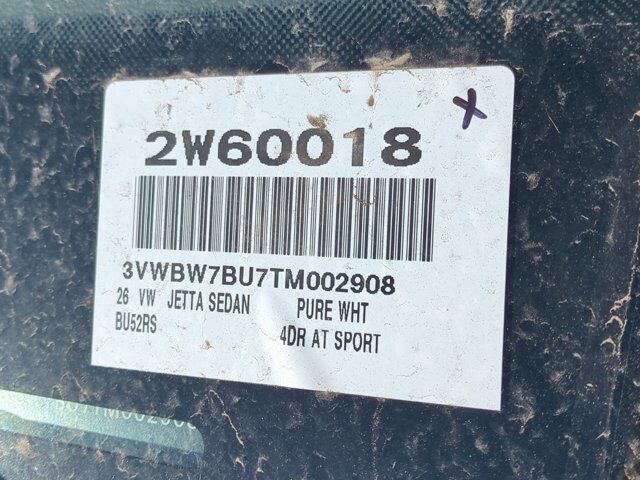 2W60018
X
3VWBW7BU7TM002908
26 VW JETTA SEDAN PURE WHT
BU52RS 4DR AT SPORT